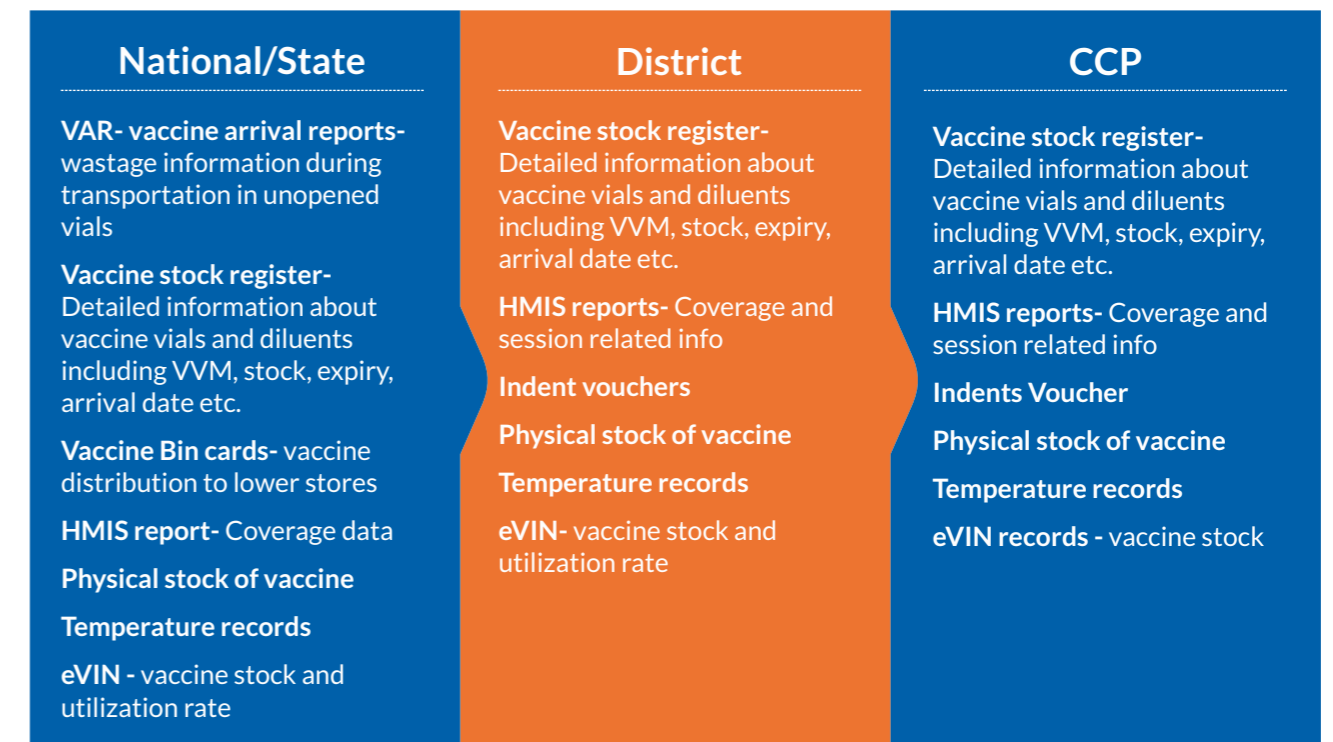 National/State
VAR- vaccine arrival reports-
wastage information during
transportation in unopened
vials
Vaccine stock register-
Detailed information about
vaccine vials and diluents
including VVM, stock, expiry,
arrival date etc.
Vaccine Bin cards- vaccine
distribution to lower stores
HMIS report- Coverage data
Physical stock of vaccine
Temperature records
eVIN - vaccine stock and
utilization rate
District
Vaccine stock register-
Detailed information about
vaccine vials and diluents
including VVM, stock, expiry,
arrival date etc.
HMIS reports- Coverage and
session related info
Indent vouchers
Physical stock of vaccine
Temperature records
eVIN- vaccine stock and
utilization rate
CCP
Vaccine stock register-
Detailed information about
vaccine vials and diluents
including VVM, stock, expiry,
arrival date etc.
HMIS reports- Coverage and
session related info
Indents Voucher
Physical stock of vaccine
Temperature records
eVIN records - vaccine stock